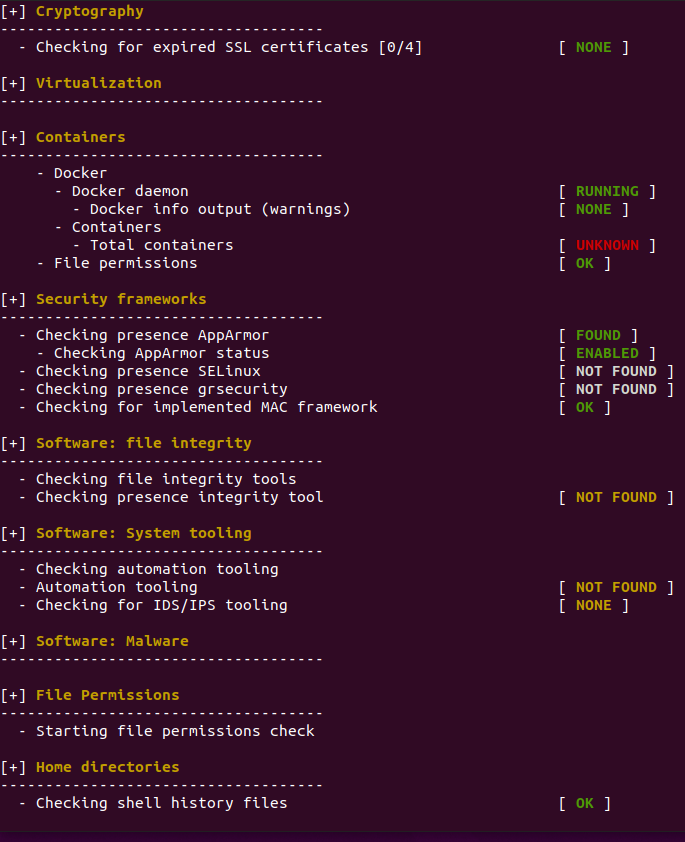 [+] Cryptography
------------------------------------
  - Checking for expired SSL certificates [0/4]               [ NONE ]

[+] Virtualization
------------------------------------

[+] Containers
------------------------------------
    - Docker
      - Docker daemon                                         [ RUNNING ]
        - Docker info output (warnings)                       [ NONE ]
      - Containers
        - Total containers                                    [ UNKNOWN ]
    - File permissions                                        [ OK ]

[+] Security frameworks
------------------------------------
  - Checking presence AppArmor                                [ FOUND ]
    - Checking AppArmor status                                [ ENABLED ]
  - Checking presence SELinux                                 [ NOT FOUND ]
  - Checking presence grsecurity                              [ NOT FOUND ]
  - Checking for implemented MAC framework                    [ OK ]

[+] Software: file integrity
------------------------------------
  - Checking file integrity tools
  - Checking presence integrity tool                          [ NOT FOUND ]

[+] Software: System tooling
------------------------------------
  - Checking automation tooling
  - Automation tooling                                        [ NOT FOUND ]
  - Checking for IDS/IPS tooling                              [ NONE ]

[+] Software: Malware
------------------------------------

[+] File Permissions
------------------------------------
  - Starting file permissions check

[+] Home directories
------------------------------------
  - Checking shell history files                              [ OK ]